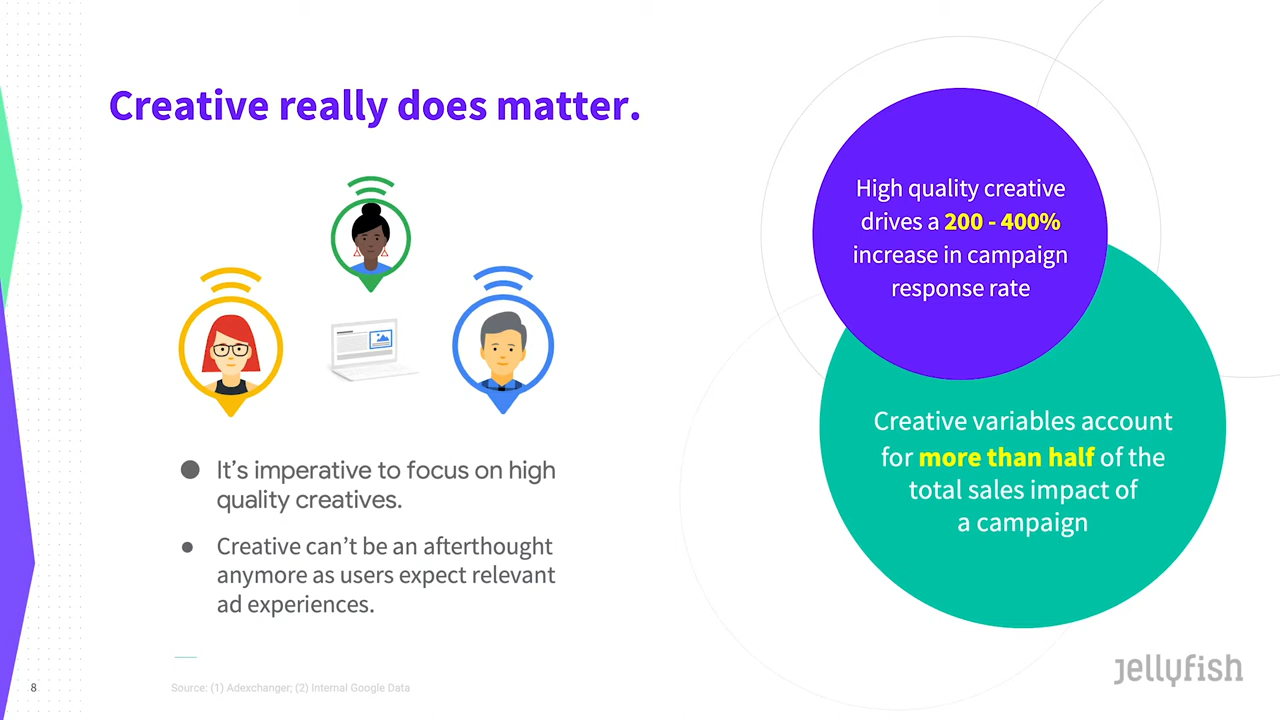 Creative really does matter.
High quality creative
drives a 200 - 400%
increase in campaign
response rate
Creative variables account
for more than half of the
total sales impact of
a campaign
● It's imperative to focus on high
quality creatives.
● Creative can't be an afterthought
anymore as users expect relevant
ad experiences.
8
Source: (1) Adexchanger; (2) Internal Google Data
jellyfish